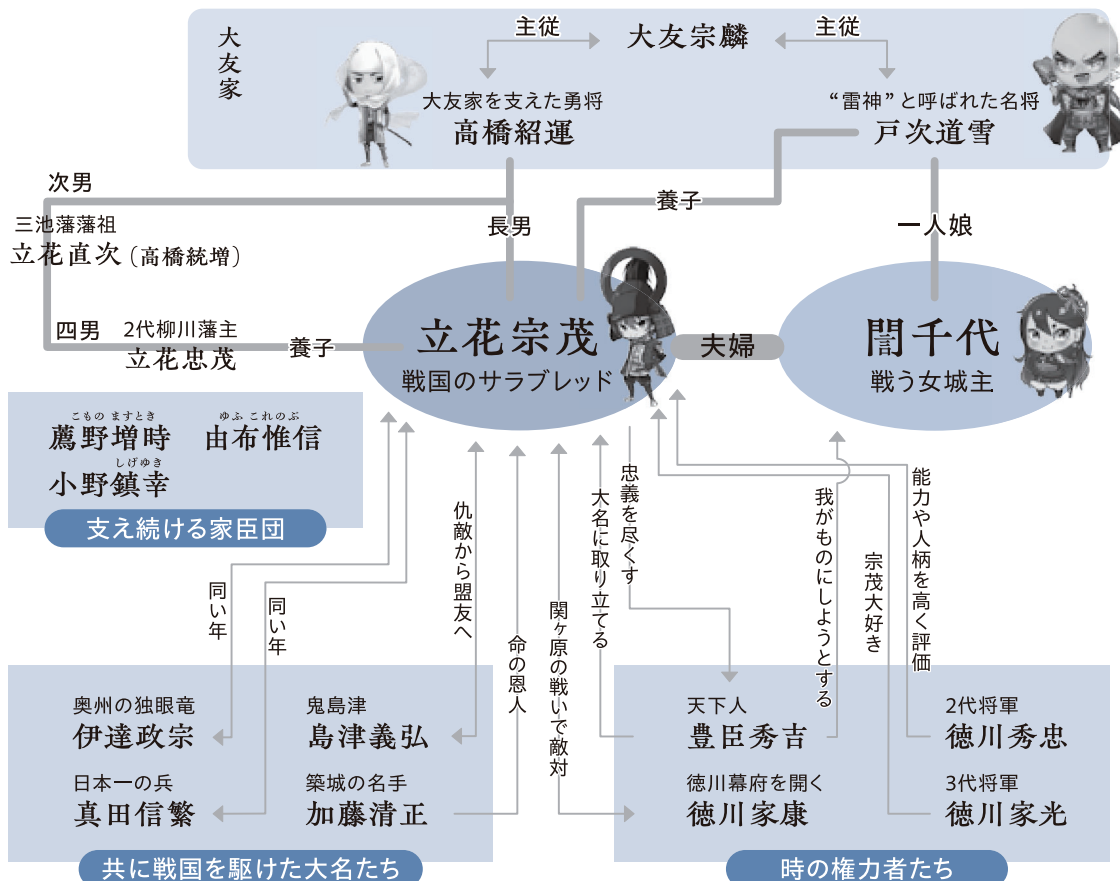 大友家
主従
大友宗麟
主従
大友家を支えた勇将
高橋紹運
“雷神”と呼ばれた名将
戸次道雪
次男
養子
長男
一人娘
三池藩藩祖
立花直次(高橋統増)
四男
2代柳川藩主
立花忠茂
養子
立花宗茂
戦国のサラブレッド
夫婦
誾千代
戦う女城主
こもの ますとき
薦野増時
ゆふ これのぶ
由布惟信
しげゆき
小野鎮幸
支え続ける家臣団
同い年
同い年
仇敵から盟友へ
命の恩人
関ヶ原の戦いで敵対
大名に取り立てる
忠義を尽くす
我がものにしようとする
宗茂大好き
能力や人柄を高く評価
奥州の独眼竜
伊達政宗
鬼島津
島津義弘
日本一の兵
真田信繁
築城の名手
加藤清正
共に戦国を駆けた大名たち
天下人
豊臣秀吉
2代将軍
徳川秀忠
徳川幕府を開く
徳川家康
3代将軍
徳川家光
時の権力者たち